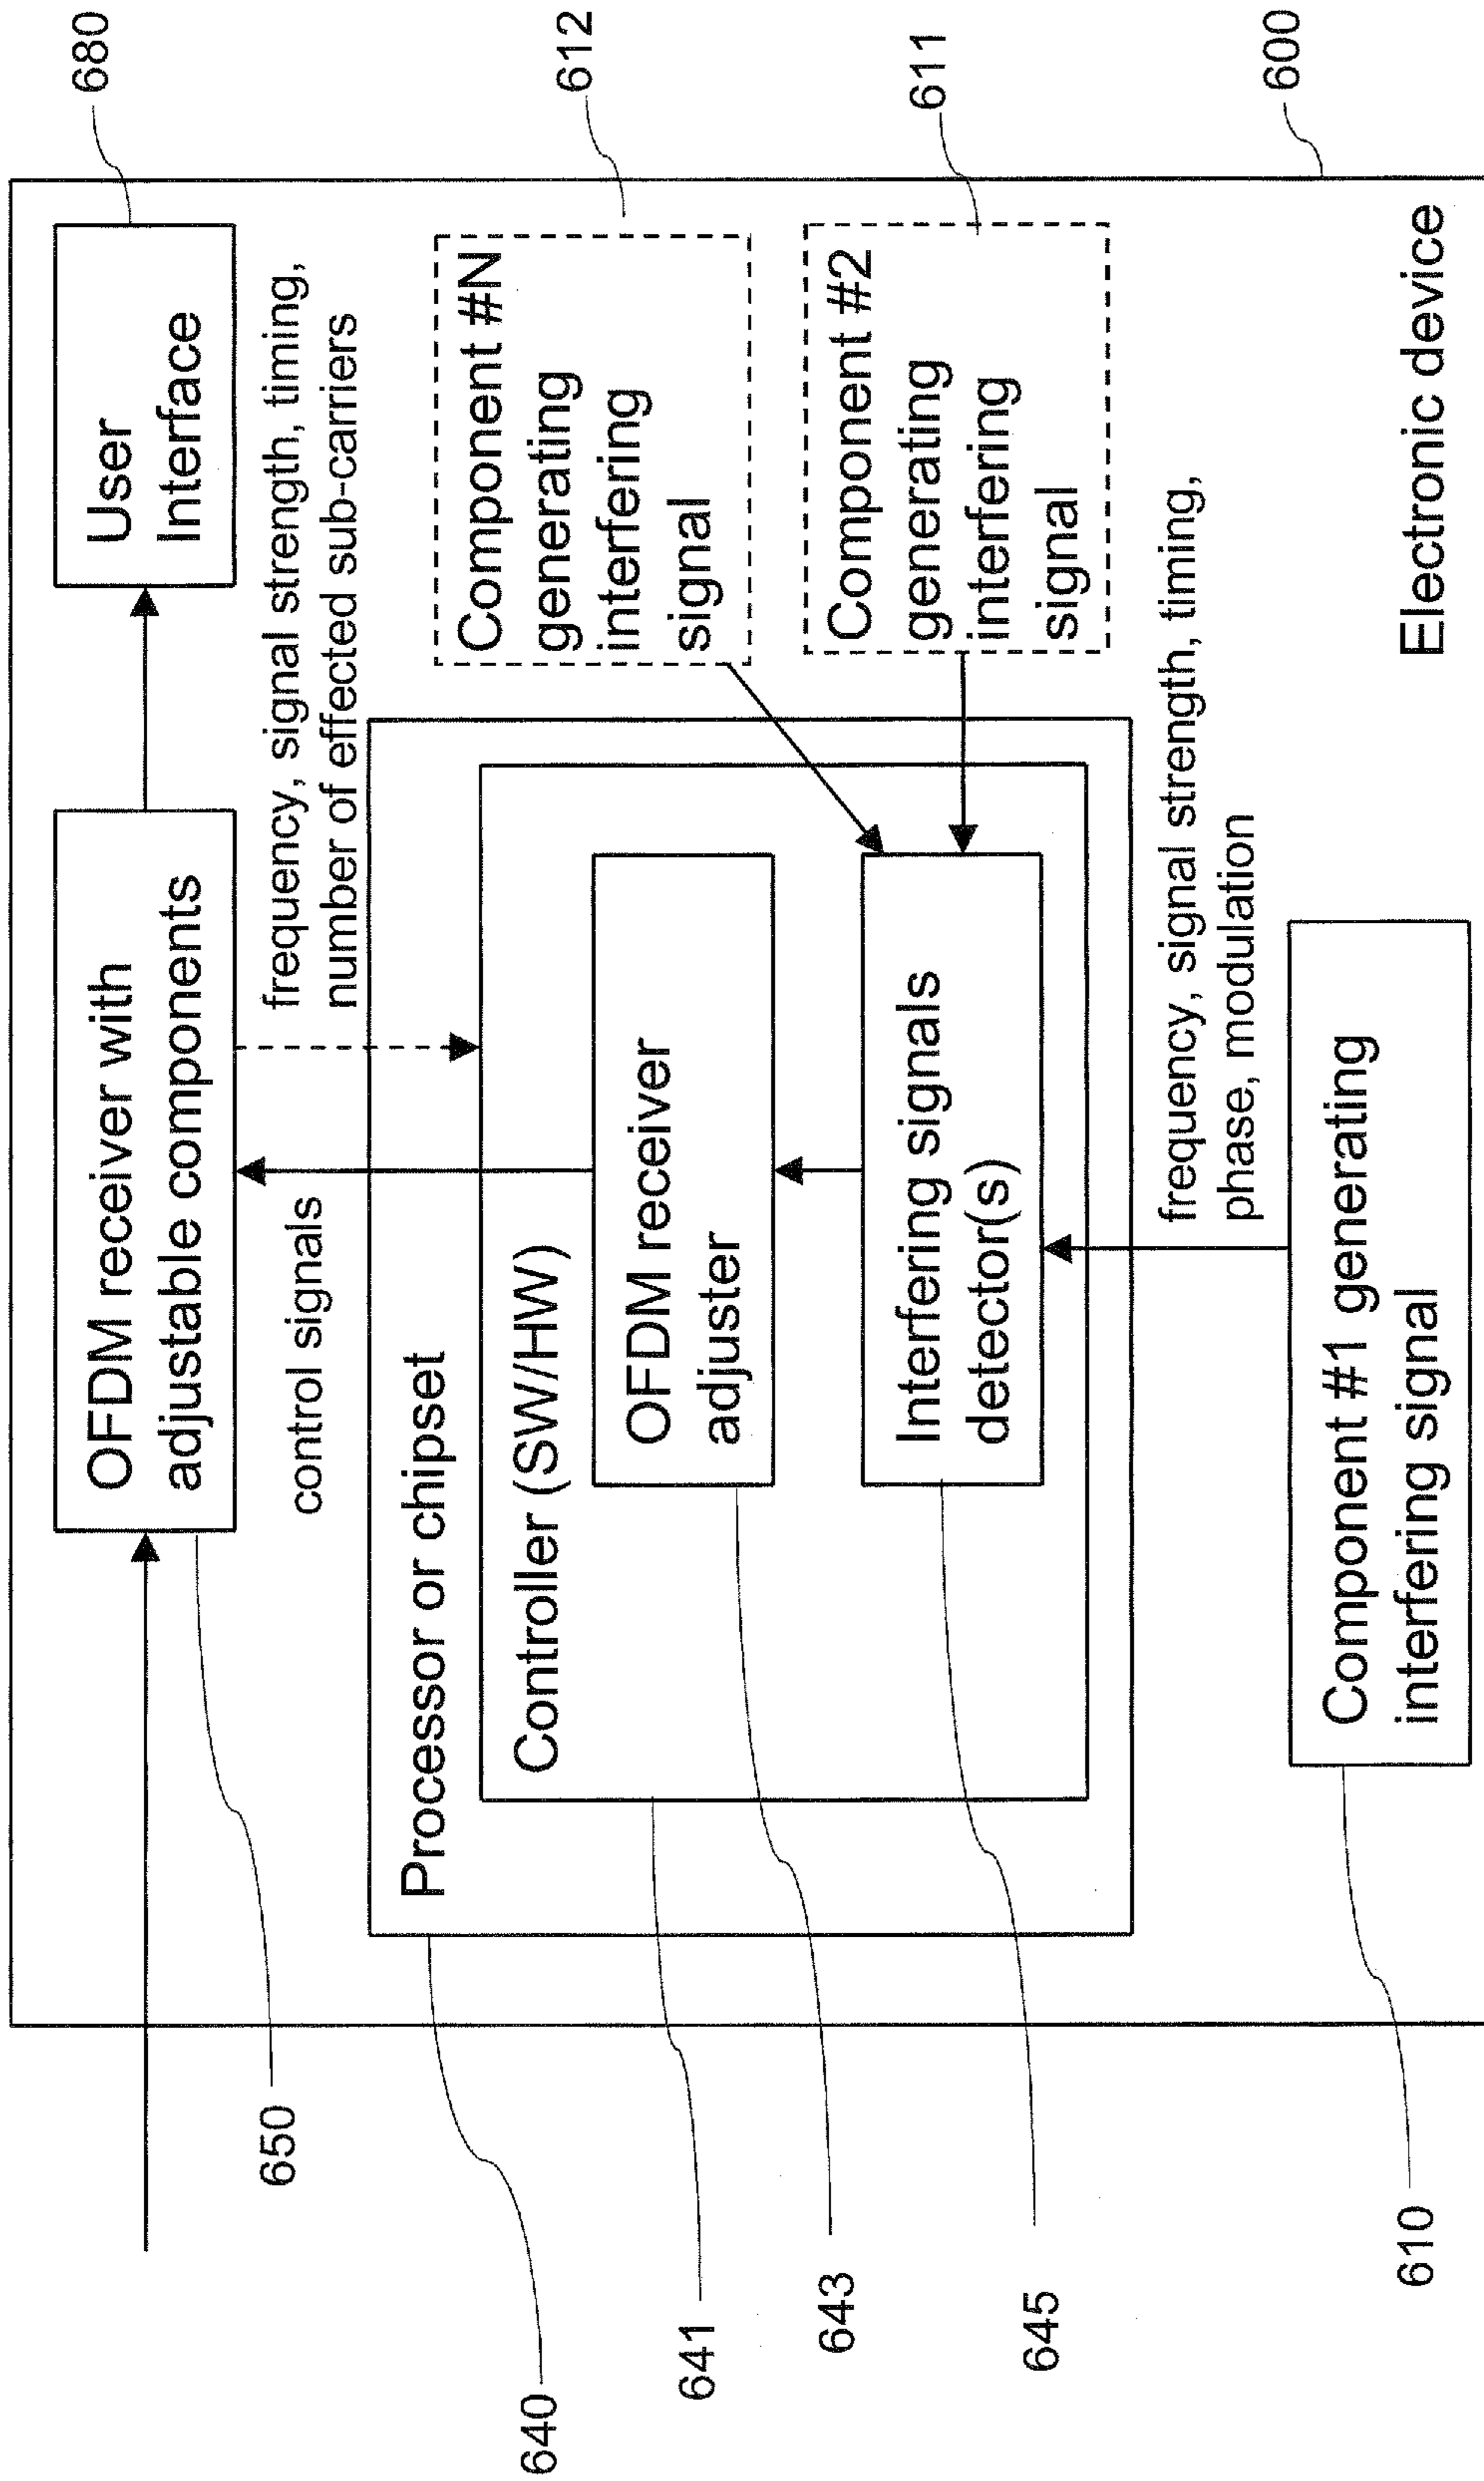 680
612
611
600
User
Interface
OFDM receiver with
adjustable components
frequency, signal strength, timing,
number of effected sub-carriers
control signals
Component #N
generating
interfering
signal
Component #2
generating
interfering
signal
Processor or chipset
Controller (SW/HW)
OFDM receiver
adjuster
Interfering signals
detector(s)
frequency, signal strength, timing,
phase, modulation
Component #1 generating
interfering signal
Electronic device
650
640
641
643
645
610